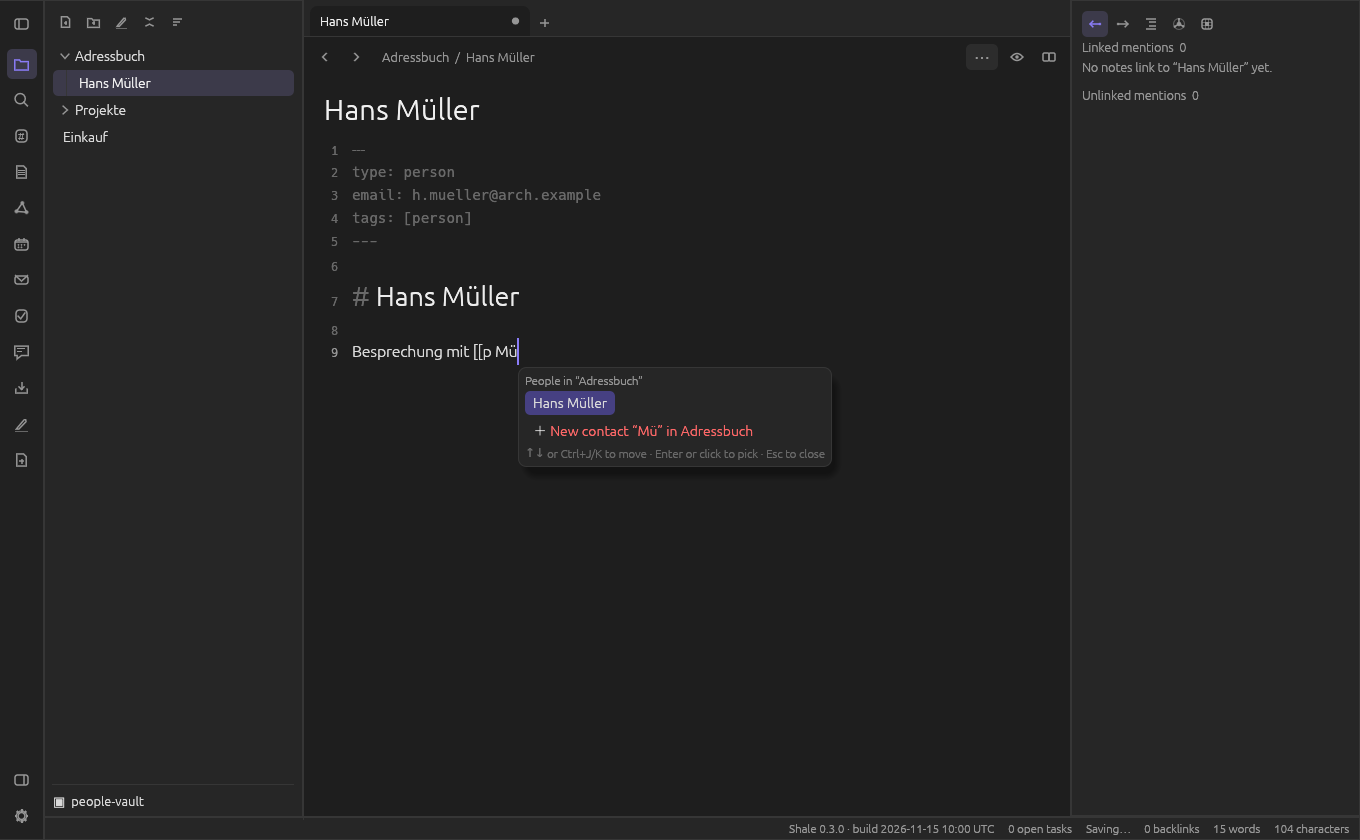 Adressbuch
Hans Müller
Projekte
Einkauf
people-vault
Hans Müller
Adressbuch / Hans Müller
Hans Müller
1 ---
2 type: person
3 email: h.mueller@arch.example
4 tags: [person]
5 ---
6
7 # Hans Müller
8
9 Besprechung mit [[p Mü
People in “Adressbuch”
Hans Müller
+ New contact “Mü” in Adressbuch
↑↓ or Ctrl+J/K to move · Enter or click to pick · Esc to close
Linked mentions 0
No notes link to “Hans Müller” yet.
Unlinked mentions 0
Shale 0.3.0 · build 2026-11-15 10:00 UTC 0 open tasks Saving… 0 backlinks 15 words 104 characters